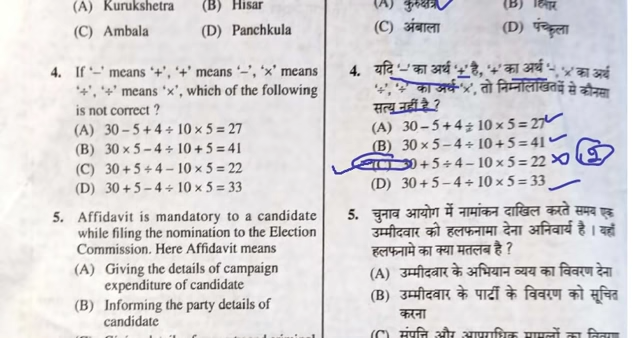 (A) Kurukshetra (B) Hisar
(C) Ambala (D) Panchkula
4. If ‘–’ means ‘+’, ‘+’ means ‘–’, ‘×’ means
‘÷’, ‘÷’ means ‘×’, which of the following
is not correct ?
(A) 30 – 5 + 4 ÷ 10 × 5 = 27
(B) 30 × 5 – 4 ÷ 10 + 5 = 41
(C) 30 + 5 ÷ 4 – 10 × 5 = 22
(D) 30 + 5 – 4 ÷ 10 × 5 = 33
5. Affidavit is mandatory to a candidate
while filing the nomination to the Election
Commission. Here Affidavit means
(A) Giving the details of campaign
expenditure of candidate
(B) Informing the party details of
candidate
(A) कुरुक्षेत्र (B) हिसार
(C) अंबाला (D) पंचकूला
4. यदि ‘–’ का अर्थ ‘+’ है, ‘+’ का अर्थ ‘–’, ‘×’ का अर्थ
‘÷’, ‘÷’ का अर्थ ‘×’, तो निम्नलिखित में से कौनसा
सत्य नहीं है ?
(A) 30 – 5 + 4 ÷ 10 × 5 = 27
(B) 30 × 5 – 4 ÷ 10 + 5 = 41
30 + 5 ÷ 4 – 10 × 5 = 22
(D) 30 + 5 – 4 ÷ 10 × 5 = 33
5. चुनाव आयोग में नामांकन दाखिल करते समय एक
उम्मीदवार को हलफनामा देना अनिवार्य है । यहाँ
हलफनामे का क्या मतलब है ?
(A) उम्मीदवार के अभियान व्यय का विवरण देना
(B) उम्मीदवार के पार्टी के विवरण को सूचित
करना
(C) संपत्ति और आपराधिक मामलों का विवरण